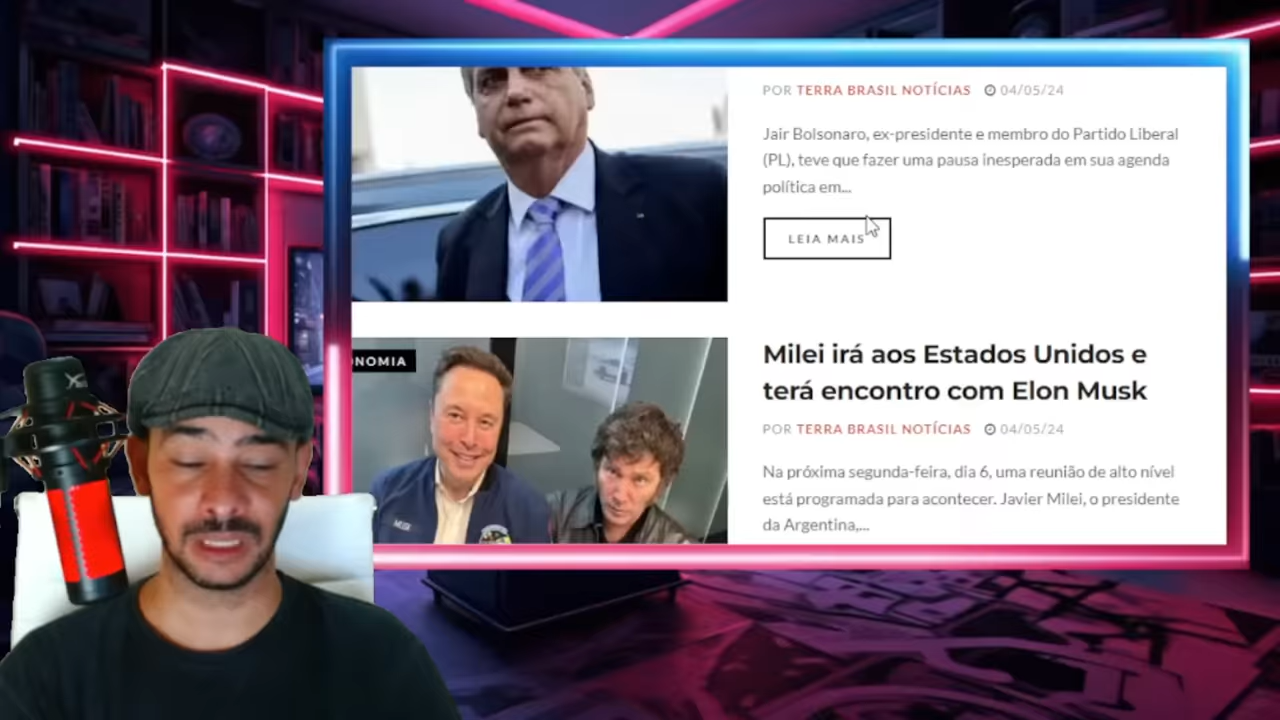 POR TERRA BRASIL NOTÍCIAS 04/05/24
Jair Bolsonaro, ex-presidente e membro do Partido Liberal
(PL), teve que fazer uma pausa inesperada em sua agenda
política em...
LEIA MAIS
NOMIA
MUSK
Milei irá aos Estados Unidos e
terá encontro com Elon Musk
POR TERRA BRASIL NOTÍCIAS 04/05/24
Na próxima segunda-feira, dia 6, uma reunião de alto nível
está programada para acontecer. Javier Milei, o presidente
da Argentina,...